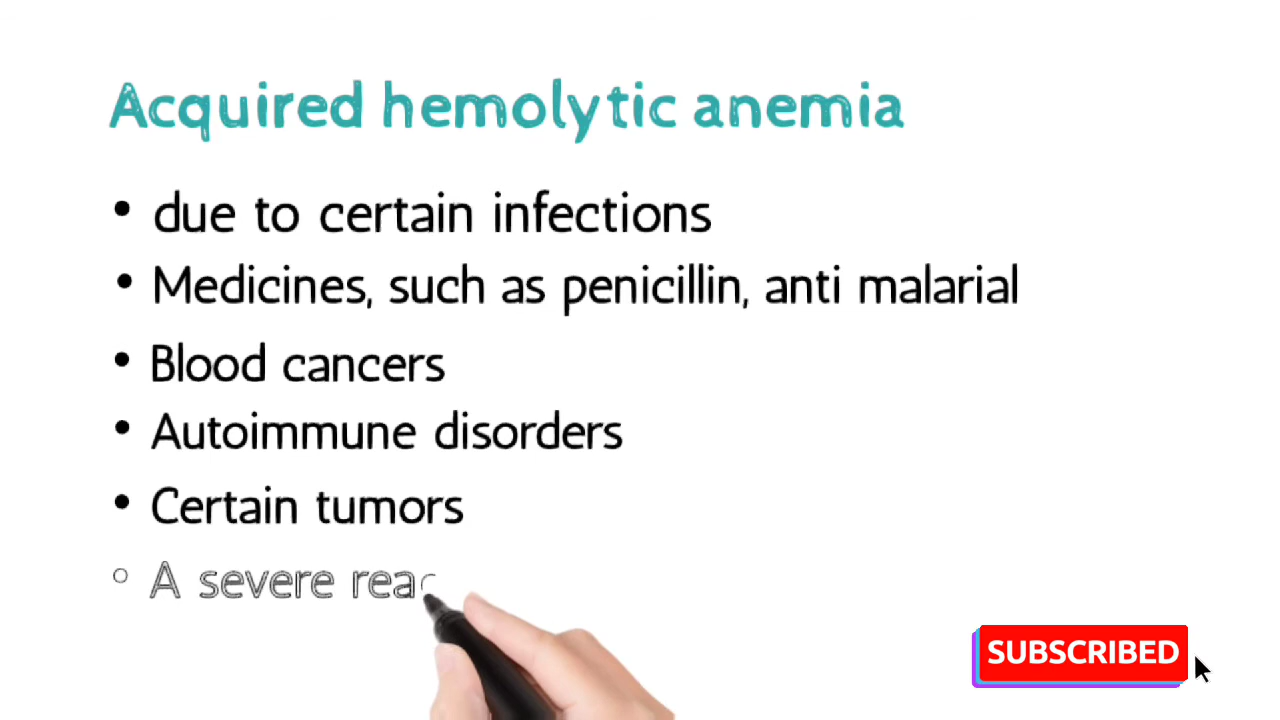 Acquired hemolytic anemia
• due to certain infections
• Medicines, such as penicillin, anti malarial
• Blood cancers
• Autoimmune disorders
• Certain tumors
◦ A severe reac
SUBSCRIBED